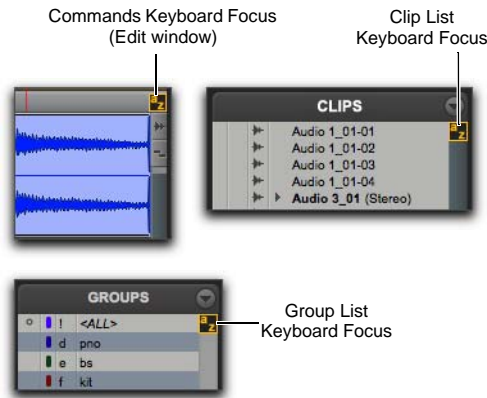 Commands Keyboard Focus
(Edit window)
Clip List
Keyboard Focus
a z
CLIPS
a z
Audio 1_01-01
Audio 1_01-02
Audio 1_01-03
Audio 1_01-04
Audio 3_01 (Stereo)
GROUPS
! <ALL>
a z
d pno
e bs
f kit
Group List
Keyboard Focus